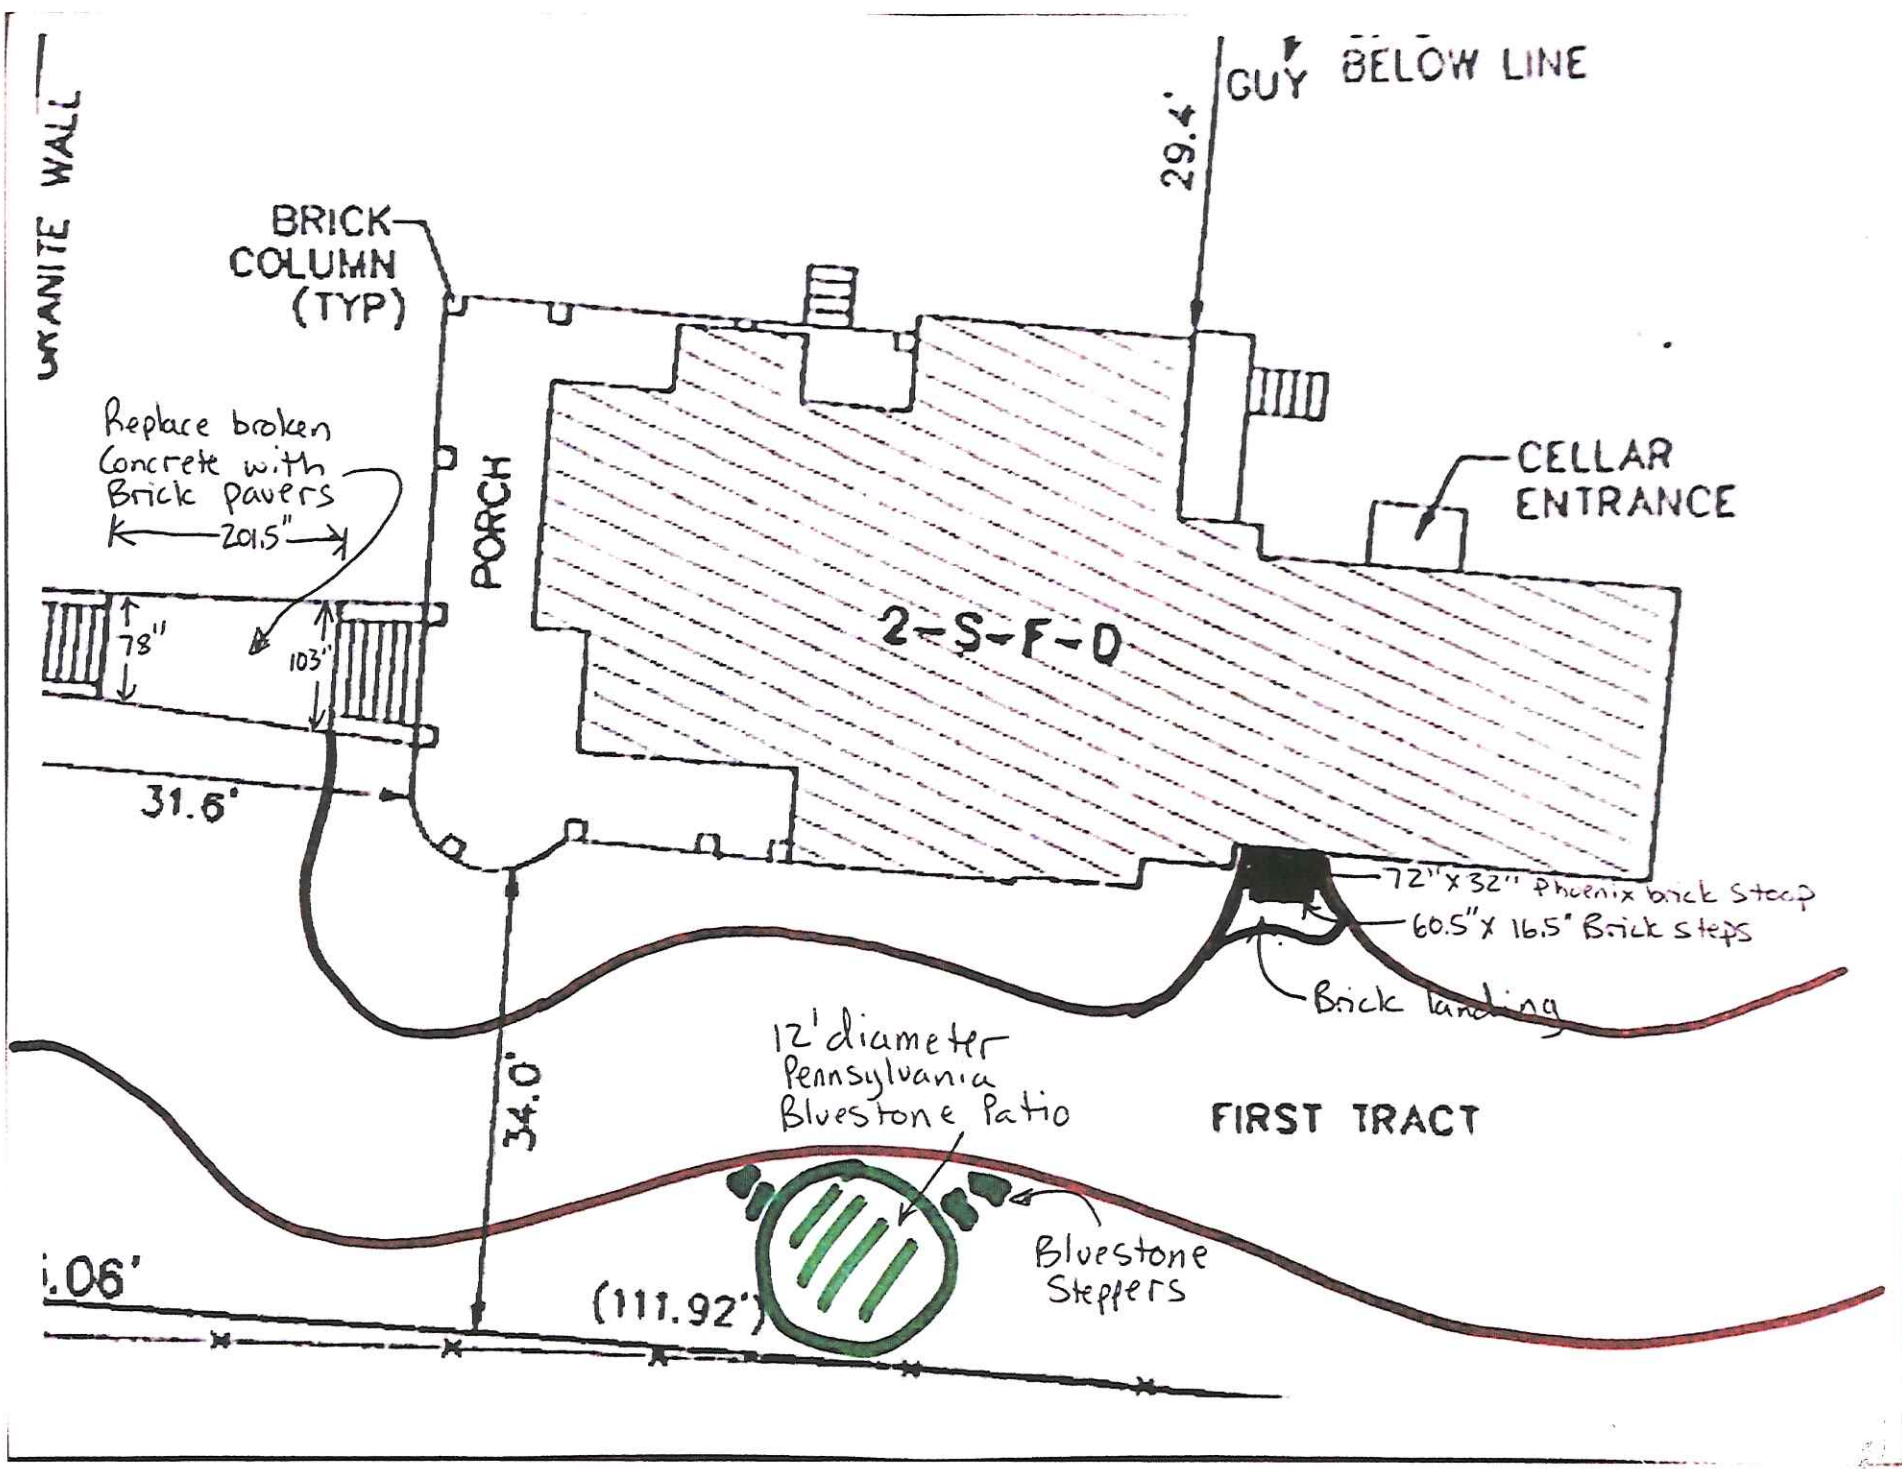 GUY
BELOW LINE
29.4'
GRANITE WALL
BRICK
COLUMN
(TYP)
Replace broken
Concrete with
Brick pavers
201.5"
PORCH
CELLAR
ENTRANCE
78"
103"
2-S-F-D
31.6'
72" x 32" Phoenix brick stoop
60.5" x 16.5" Brick steps
Brick landing
12' diameter
Pennsylvania
Bluestone Patio
34.0'
FIRST TRACT
Bluestone
Steppers
.06'
(111.92')